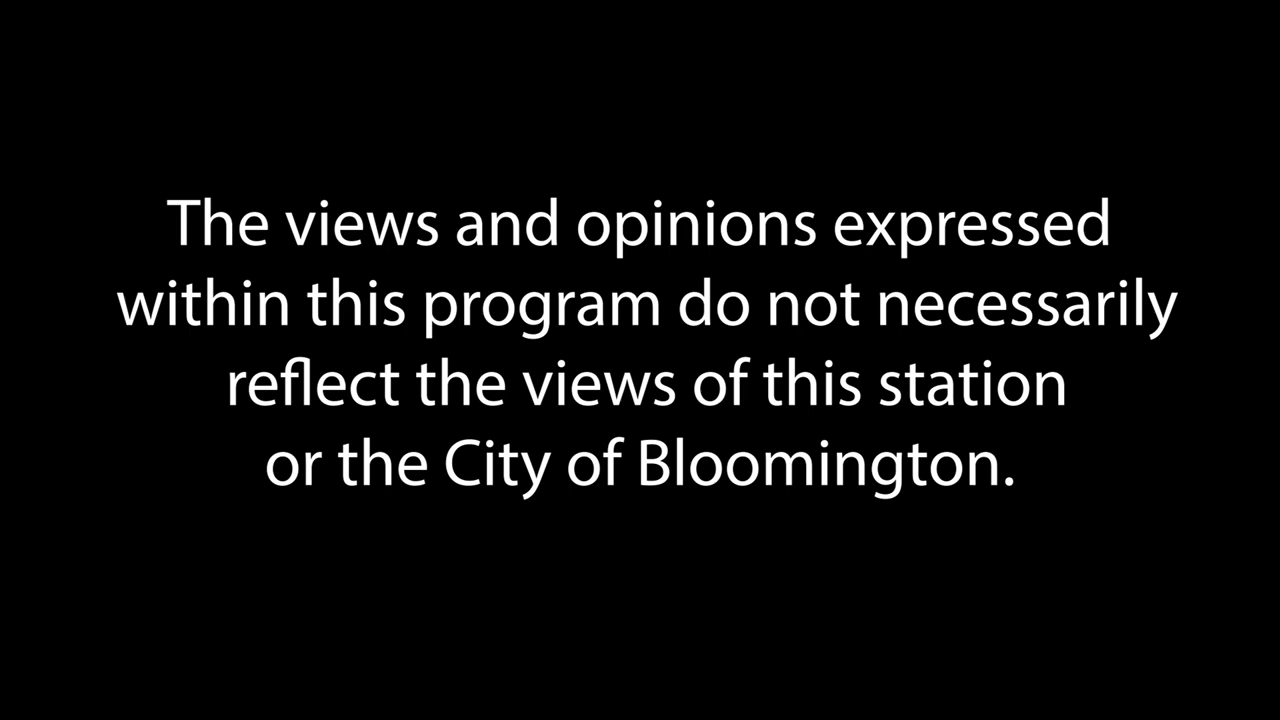 The views and opinions expressed
within this program do not necessarily
reflect the views of this station
or the City of Bloomington.